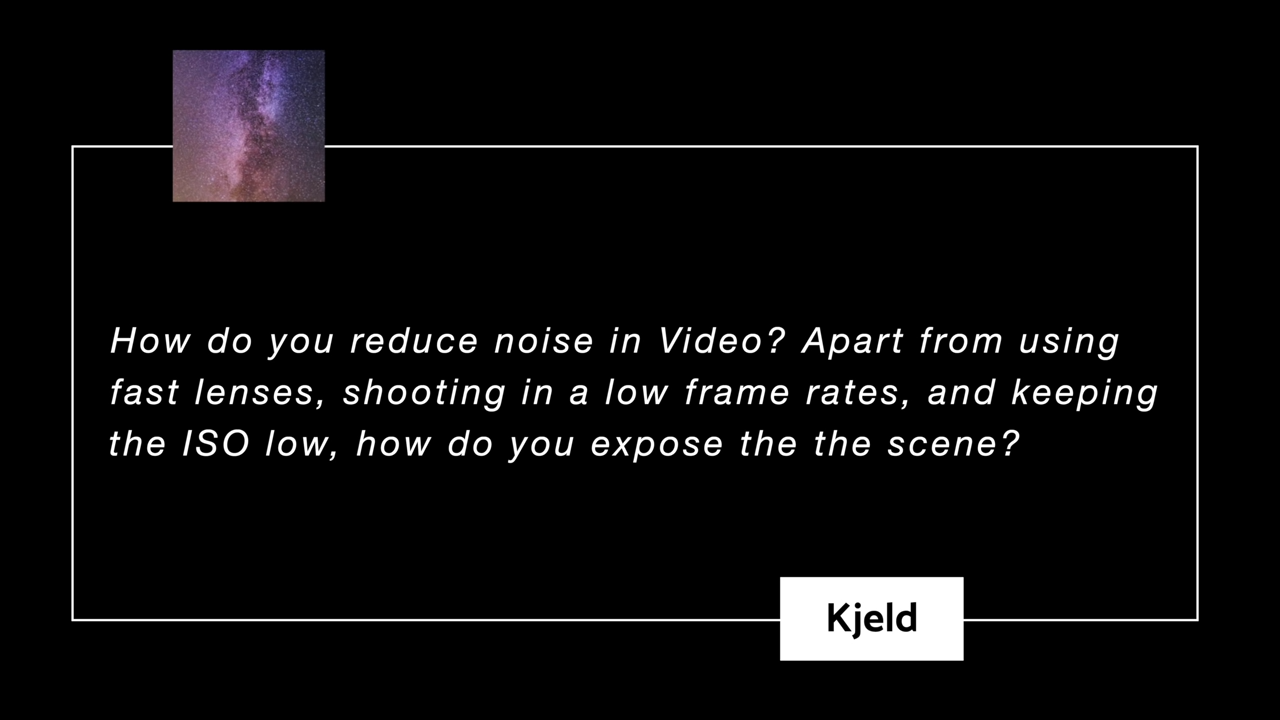 How do you reduce noise in Video? Apart from using
fast lenses, shooting in a low frame rates, and keeping
the ISO low, how do you expose the the scene?
Kjeld